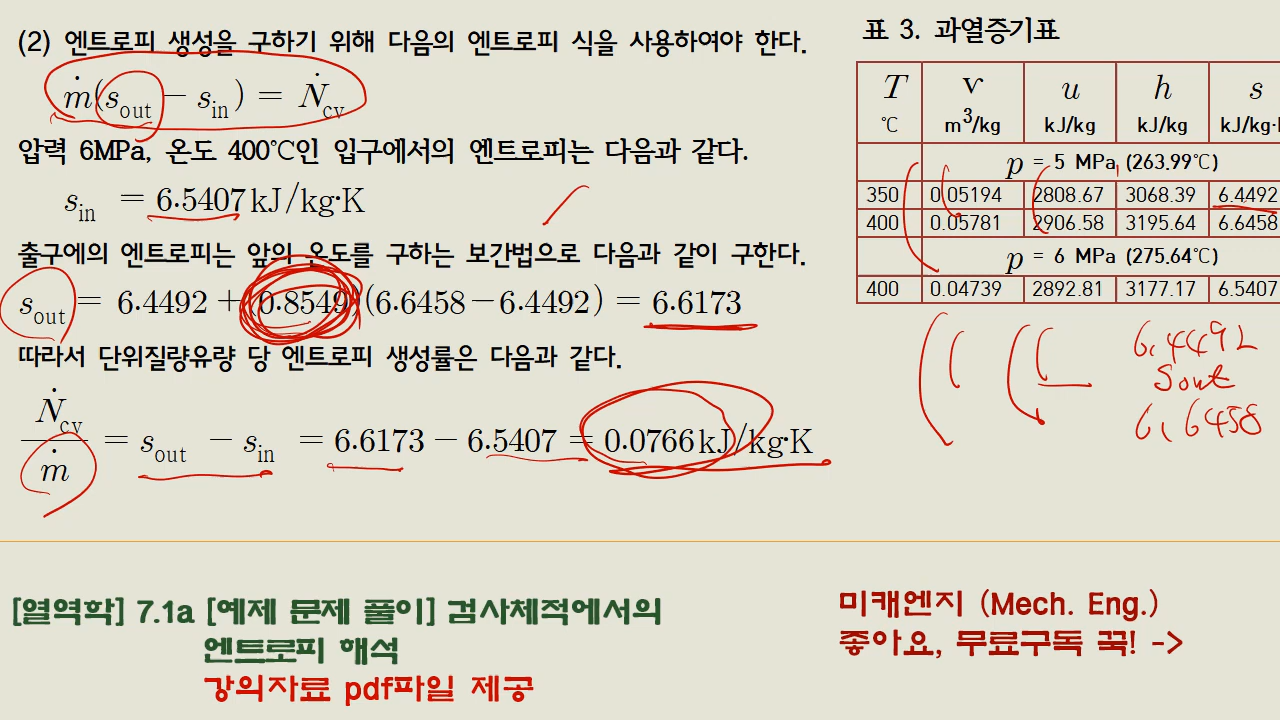 (2) 엔트로피 생성을 구하기 위해 다음의 엔트로피 식을 사용하여야 한다.
ṁ(s_out − s_in) = Ṅ_cv
압력 6MPa, 온도 400℃인 입구에서의 엔트로피는 다음과 같다.
s_in = 6.5407 kJ/kg·K
출구에의 엔트로피는 앞의 온도를 구하는 보간법으로 다음과 같이 구한다.
s_out = 6.4492 + (0.8549)(6.6458 − 6.4492) = 6.6173
따라서 단위질량유량 당 엔트로피 생성률은 다음과 같다.
Ṅ_cv / ṁ = s_out − s_in = 6.6173 − 6.5407 = 0.0766 kJ/kg·K
표 3. 과열증기표
T v u h s
℃ m³/kg kJ/kg kJ/kg kJ/kg·
p = 5 MPa (263.99℃)
350 0.05194 2808.67 3068.39 6.4492
400 0.05781 2906.58 3195.64 6.6458
p = 6 MPa (275.64℃)
400 0.04739 2892.81 3177.17 6.5407
6.4492
Sout
6.6458
[열역학] 7.1a [예제 문제 풀이] 검사체적에서의
엔트로피 해석
강의자료 pdf파일 제공
미캐엔지 (Mech. Eng.)
좋아요, 무료구독 꾹! ->